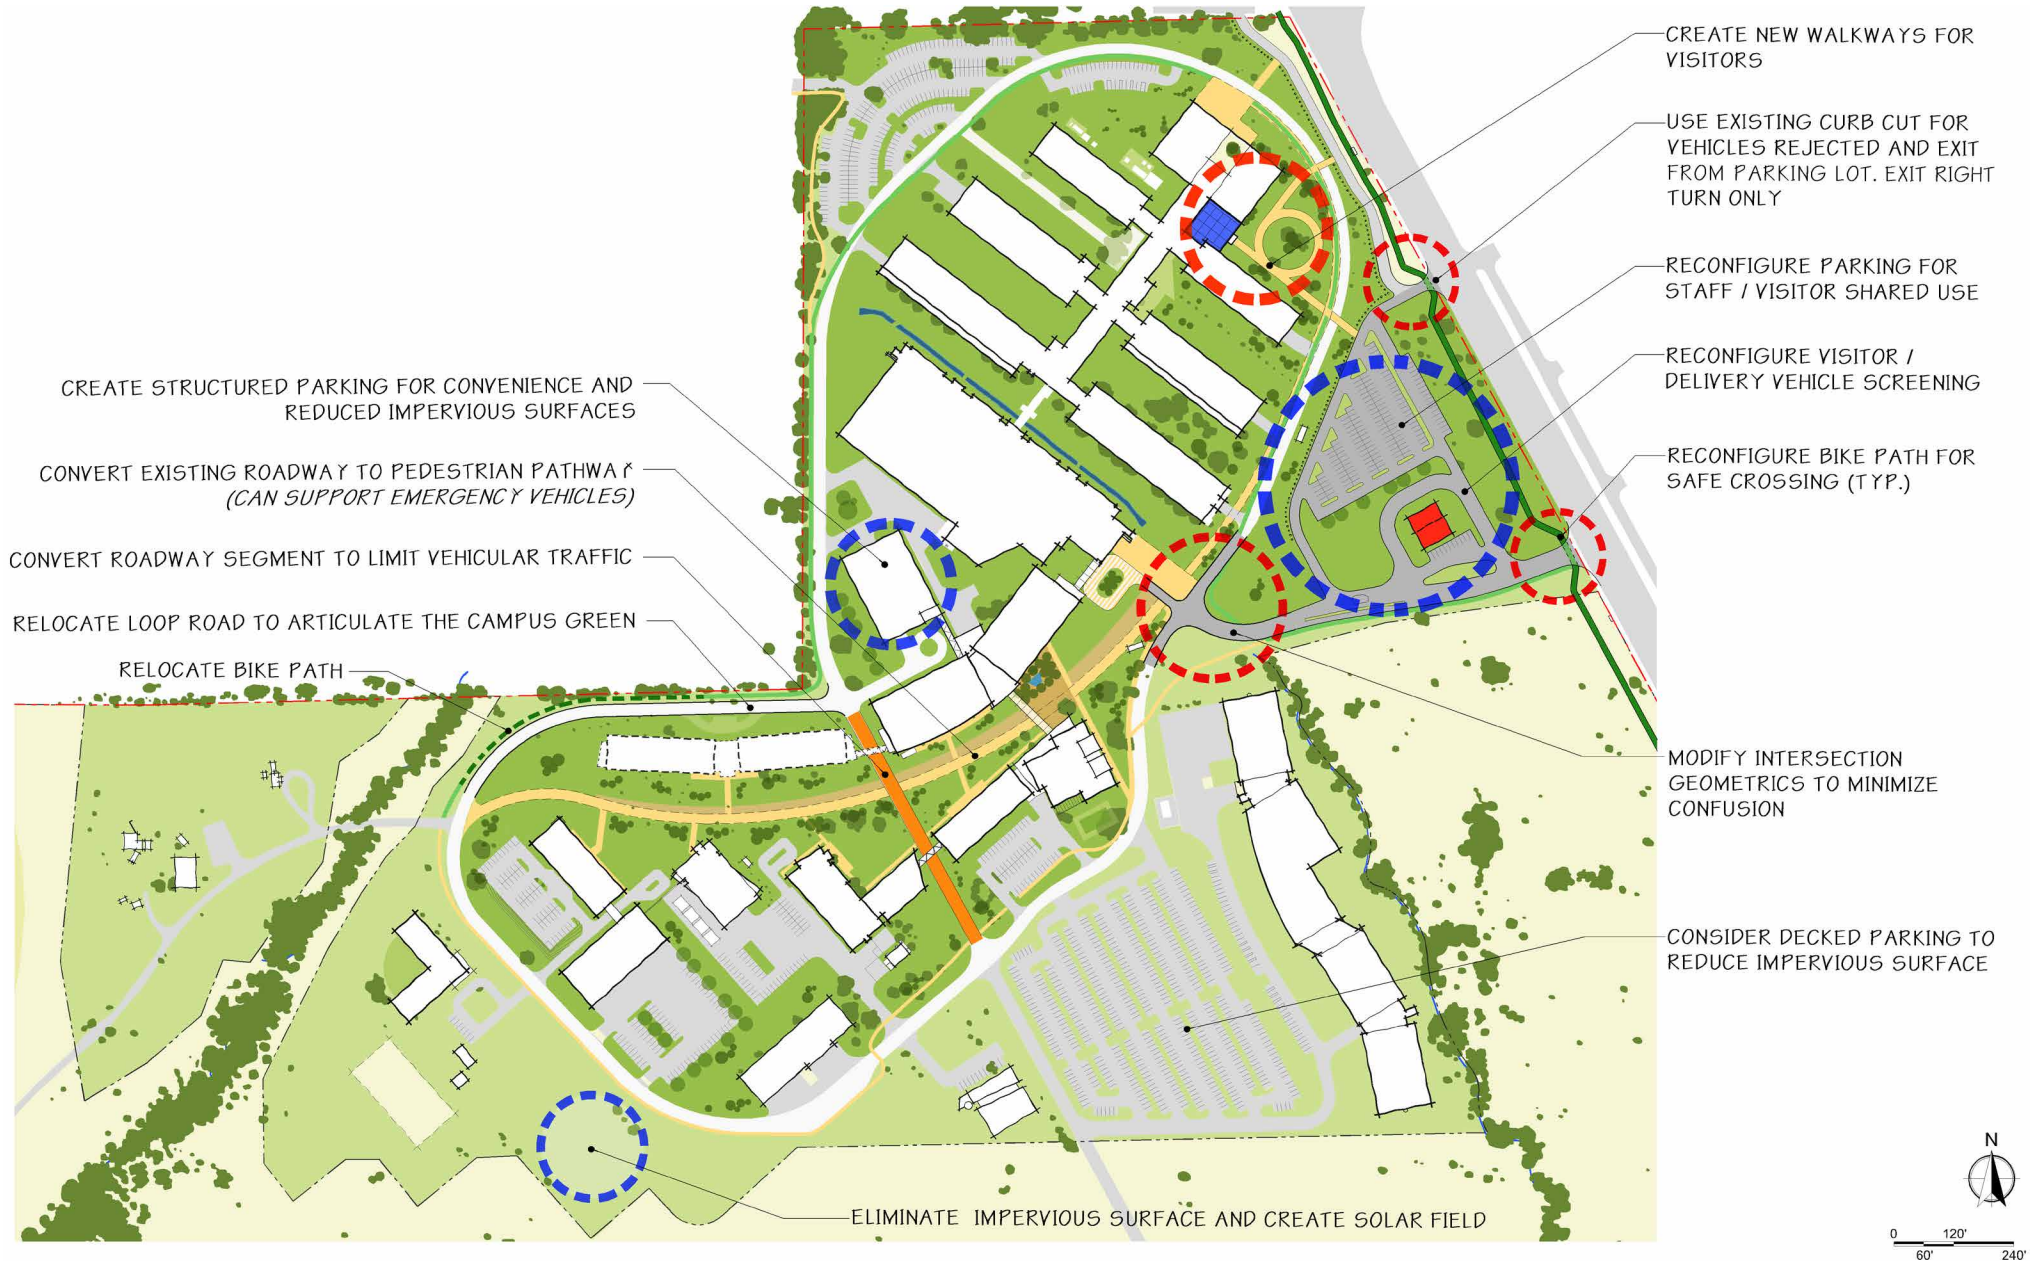 CREATE NEW WALKWAYS FOR
VISITORS
USE EXISTING CURB CUT FOR
VEHICLES REJECTED AND EXIT
FROM PARKING LOT. EXIT RIGHT
TURN ONLY
RECONFIGURE PARKING FOR
STAFF / VISITOR SHARED USE
RECONFIGURE VISITOR /
DELIVERY VEHICLE SCREENING
RECONFIGURE BIKE PATH FOR
SAFE CROSSING (TYP.)
CREATE STRUCTURED PARKING FOR CONVENIENCE AND
REDUCED IMPERVIOUS SURFACES
CONVERT EXISTING ROADWAY TO PEDESTRIAN PATHWAY
(CAN SUPPORT EMERGENCY VEHICLES)
CONVERT ROADWAY SEGMENT TO LIMIT VEHICULAR TRAFFIC
RELOCATE LOOP ROAD TO ARTICULATE THE CAMPUS GREEN
RELOCATE BIKE PATH
MODIFY INTERSECTION
GEOMETRICS TO MINIMIZE
CONFUSION
CONSIDER DECKED PARKING TO
REDUCE IMPERVIOUS SURFACE
ELIMINATE IMPERVIOUS SURFACE AND CREATE SOLAR FIELD
N
0 120'
60' 240'